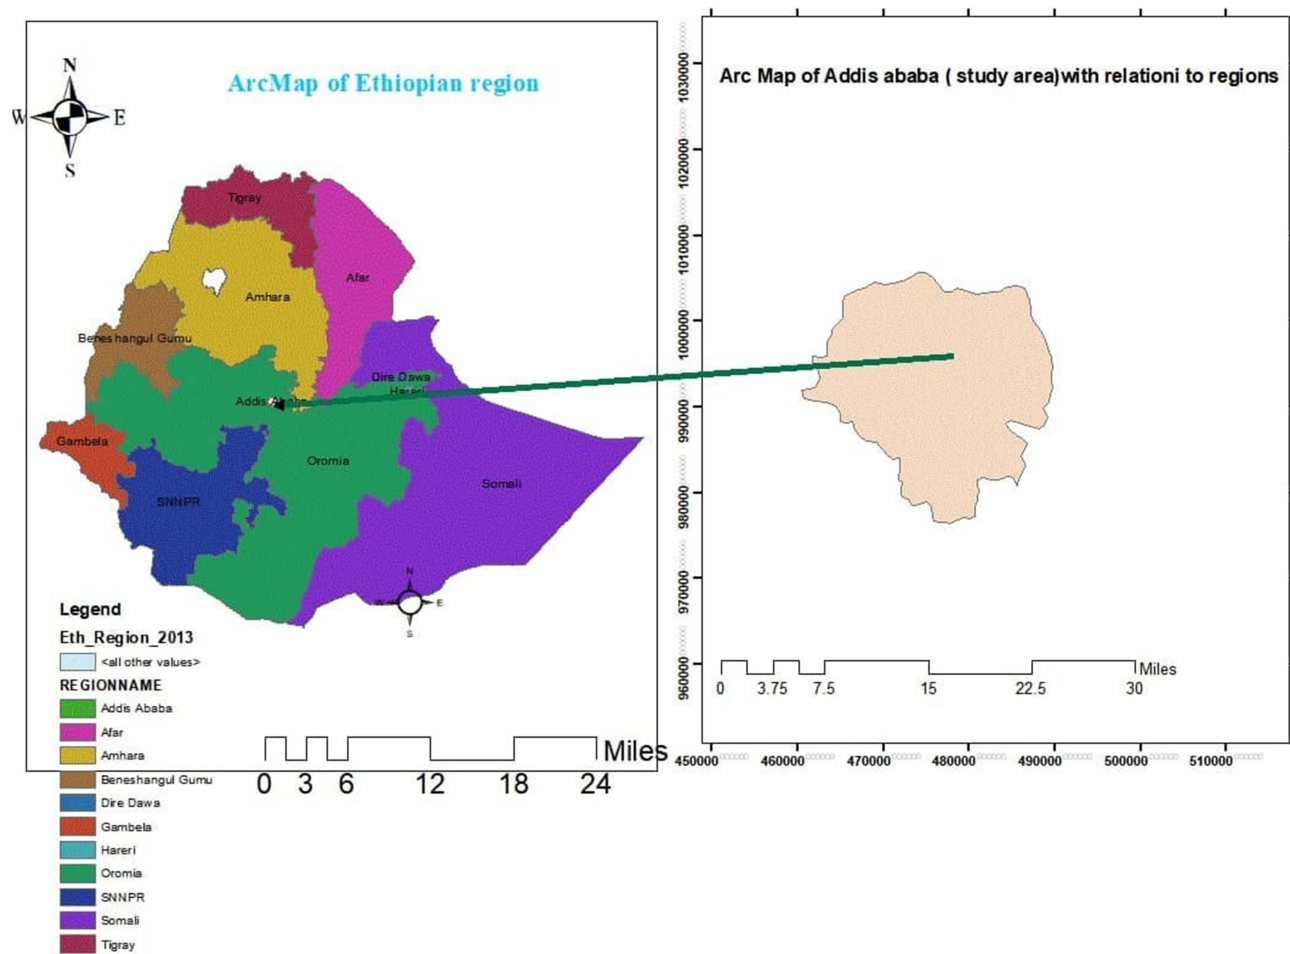 ArcMap of Ethiopian region
N
W
E
S
Tigray
Afar
Amhara
Beneshangul Gumu
Dire Dawa
Hareri
Addis Ababa
Gambela
Oromia
SNNPR
Somali
N
W
E
S
Legend
Eth_Region_2013
<all other values>
REGIONNAME
Addis Ababa
Afar
Amhara
Beneshangul Gumu
Dire Dawa
Gambela
Hareri
Oromia
SNNPR
Somali
Tigray
Miles
0 3 6 12 18 24
Arc Map of Addis ababa ( study area)with relationi to regions
1030000
1020000
1010000
1000000
990000
980000
970000
960000
Miles
0 3.75 7.5 15 22.5 30
450000 460000 470000 480000 490000 500000 510000